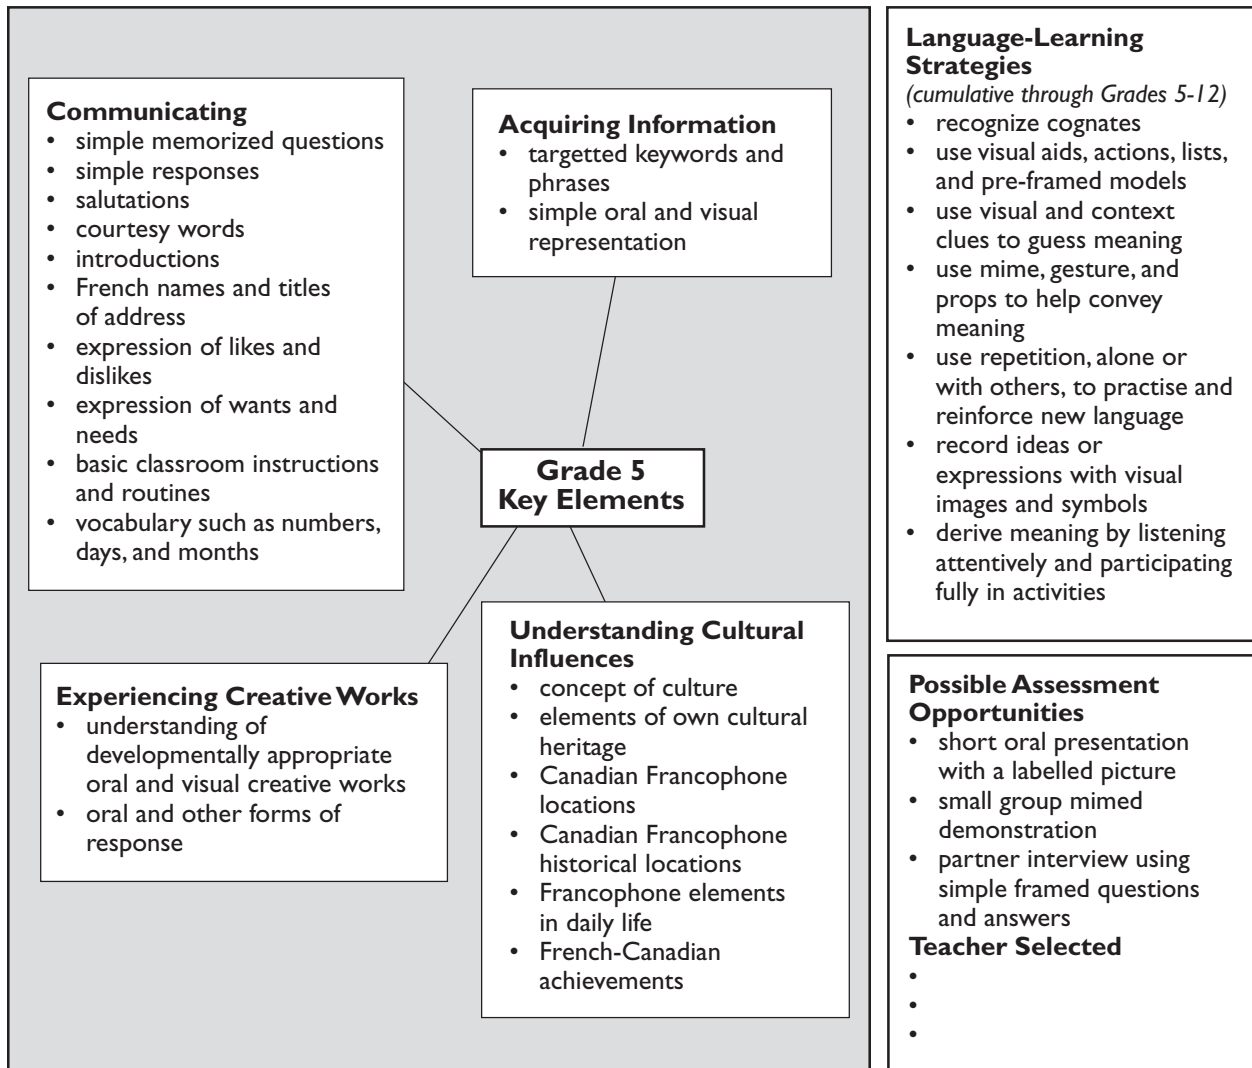 Communicating
• simple memorized questions
• simple responses
• salutations
• courtesy words
• introductions
• French names and titles
of address
• expression of likes and
dislikes
• expression of wants and
needs
• basic classroom instructions
and routines
• vocabulary such as numbers,
days, and months
Acquiring Information
• targetted keywords and
phrases
• simple oral and visual
representation
Grade 5
Key Elements
Experiencing Creative Works
• understanding of
developmentally appropriate
oral and visual creative works
• oral and other forms of
response
Understanding Cultural
Influences
• concept of culture
• elements of own cultural
heritage
• Canadian Francophone
locations
• Canadian Francophone
historical locations
• Francophone elements
in daily life
• French-Canadian
achievements
Language-Learning
Strategies
(cumulative through Grades 5-12)
• recognize cognates
• use visual aids, actions, lists,
and pre-framed models
• use visual and context
clues to guess meaning
• use mime, gesture, and
props to help convey
meaning
• use repetition, alone or
with others, to practise and
reinforce new language
• record ideas or
expressions with visual
images and symbols
• derive meaning by listening
attentively and participating
fully in activities
Possible Assessment
Opportunities
• short oral presentation
with a labelled picture
• small group mimed
demonstration
• partner interview using
simple framed questions
and answers
Teacher Selected
•
•
•